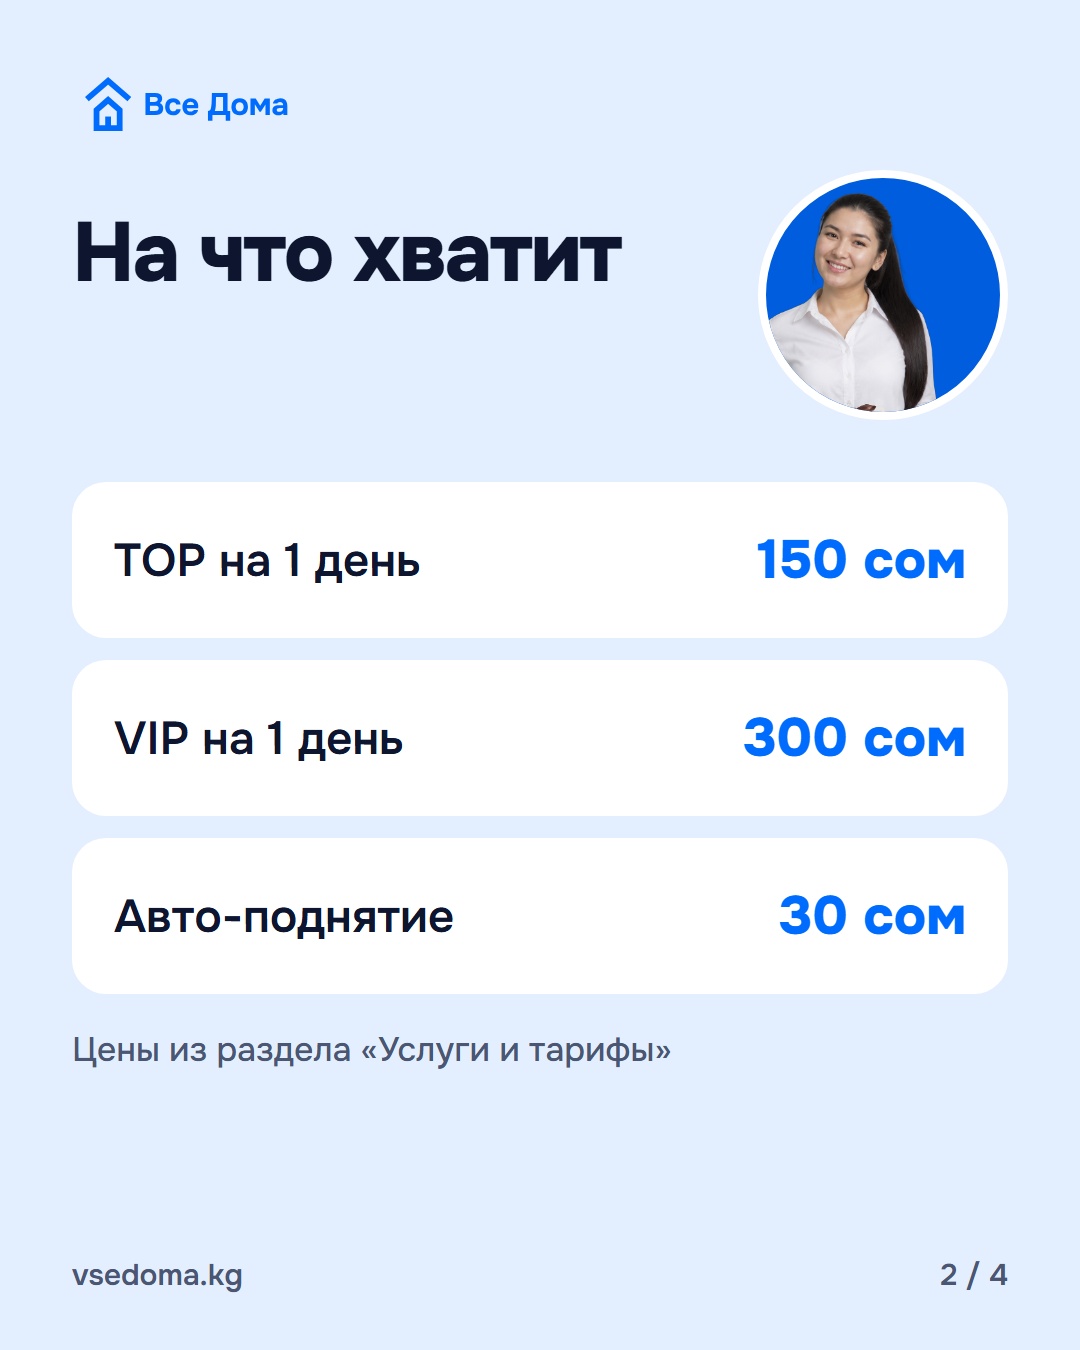 Все Дома
На что хватит
TOP на 1 день
150 сом
VIP на 1 день
300 сом
Авто-поднятие
30 сом
Цены из раздела «Услуги и тарифы»
vsedoma.kg
2 / 4